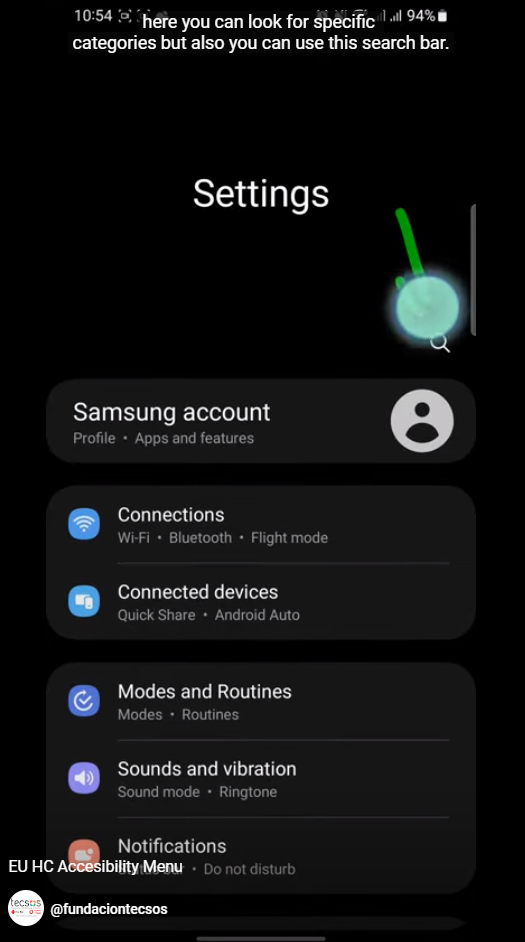 10:54
94%
here you can look for specific
categories but also you can use this search bar.
Settings
Samsung account
Profile • Apps and features
Connections
Wi-Fi • Bluetooth • Flight mode
Connected devices
Quick Share • Android Auto
Modes and Routines
Modes • Routines
Sounds and vibration
Sound mode • Ringtone
Notifications
Status bar • Do not disturb
EU HC Accesibility Menu
tecsos
@fundaciontecsos